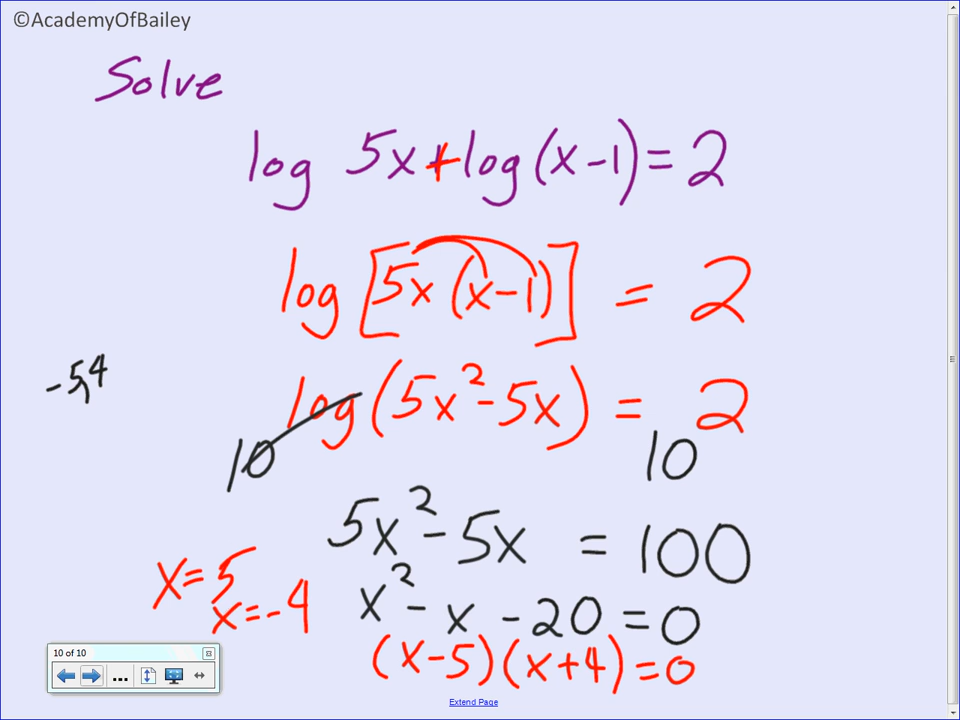 ©AcademyOfBailey
Solve
log 5x + log (x - 1) = 2
log [5x (x - 1)] = 2
-5,4
log (5x² - 5x) = 2
10 10
5x² - 5x = 100
x = 5
x² - x - 20 = 0
x = -4
(x - 5)(x + 4) = 0
10 of 10
...
Extend Page